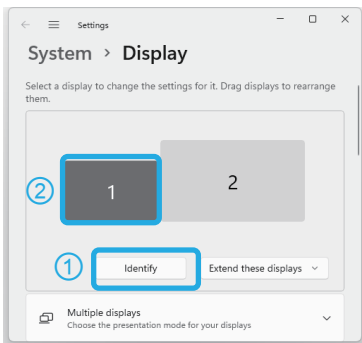 Settings
System > Display
Select a display to change the settings for it. Drag displays to rearrange
them.
② 1 2
① Identify Extend these displays
Multiple displays
Choose the presentation mode for your displays